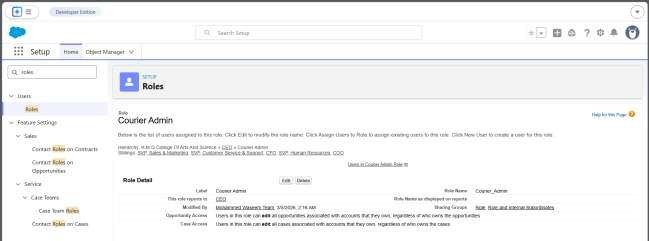 Developer Edition
Search Setup
Setup
Home
Object Manager
roles
Users
Roles
Feature Settings
Sales
Contact Roles on Contracts
Contact Roles on
Opportunities
Service
Case Teams
Case Team Roles
Contact Roles on Cases
SETUP
Roles
Role
Courier Admin
Help for this Page
Below is the list of users assigned to this role. Click Edit to modify the role name. Click Assign Users to Role to assign existing users to this role. Click New User to create a user for this role.
College Of Arts And Science » CEO » Courier Admin
Siblings: SVP, Sales & Marketing, SVP, Customer Service & Support, CFO, SVP, Human Resources, COO
Users in Courier Admin Role
Role Detail
Edit Delete
Label Courier Admin Role Name Courier_Admin
This role reports to CEO Role Name as displayed on reports
Modified By Mohammed Waseem Team, 3/5/2026, 2:16 AM Sharing Groups Role, Role and Internal Subordinates
Opportunity Access Users in this role can edit all opportunities associated with accounts that they own, regardless of who owns the opportunities
Case Access Users in this role can edit all cases associated with accounts that they own, regardless of who owns the cases